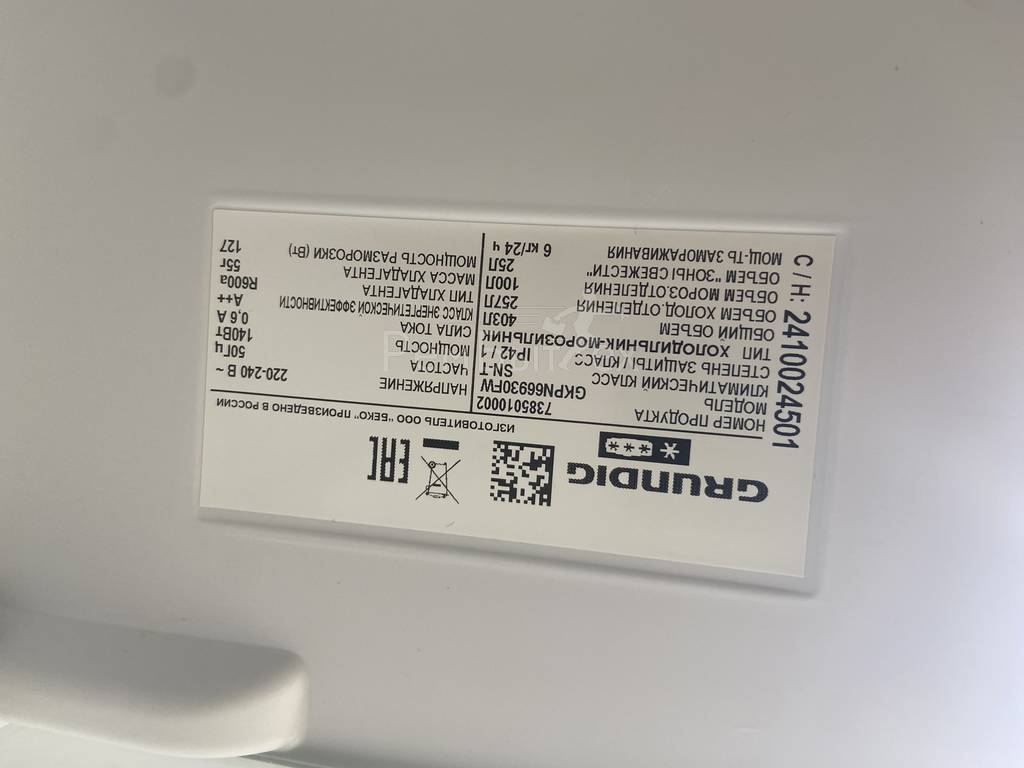 GRUNDIG
ИЗГОТОВИТЕЛЬ ООО "БЕКО" ПРОИЗВЕДЕНО В РОССИИ
НОМЕР ПРОДУКТА 7385010002
МОДЕЛЬ GKPN66930FW
КЛИМАТИЧЕСКИЙ КЛАСС SN-T
СТЕПЕНЬ ЗАЩИТЫ / КЛАСС IP42 / 1
ТИП ХОЛОДИЛЬНИК-МОРОЗИЛЬНИК
ОБЩИЙ ОБЪЕМ 403Л
ОБЪЕМ ХОЛОД. ОТДЕЛЕНИЯ 257Л
ОБЪЕМ МОРОЗ.ОТДЕЛЕНИЯ 100Л
ОБЪЕМ "ЗОНЫ СВЕЖЕСТИ" 25Л
МОЩ-ТЬ ЗАМОРАЖИВАНИЯ 6 кг/24 ч
НАПРЯЖЕНИЕ 220-240 В ~
ЧАСТОТА 50Гц
МОЩНОСТЬ 140Вт
СИЛА ТОКА 0,6 А
КЛАСС ЭНЕРГЕТИЧЕСКОЙ ЭФФЕКТИВНОСТИ A++
ТИП ХЛАДАГЕНТА R600a
МАССА ХЛАДАГЕНТА 55г
МОЩНОСТЬ РАЗМОРОЗКИ (Вт) 127
С / Н: 2410024501